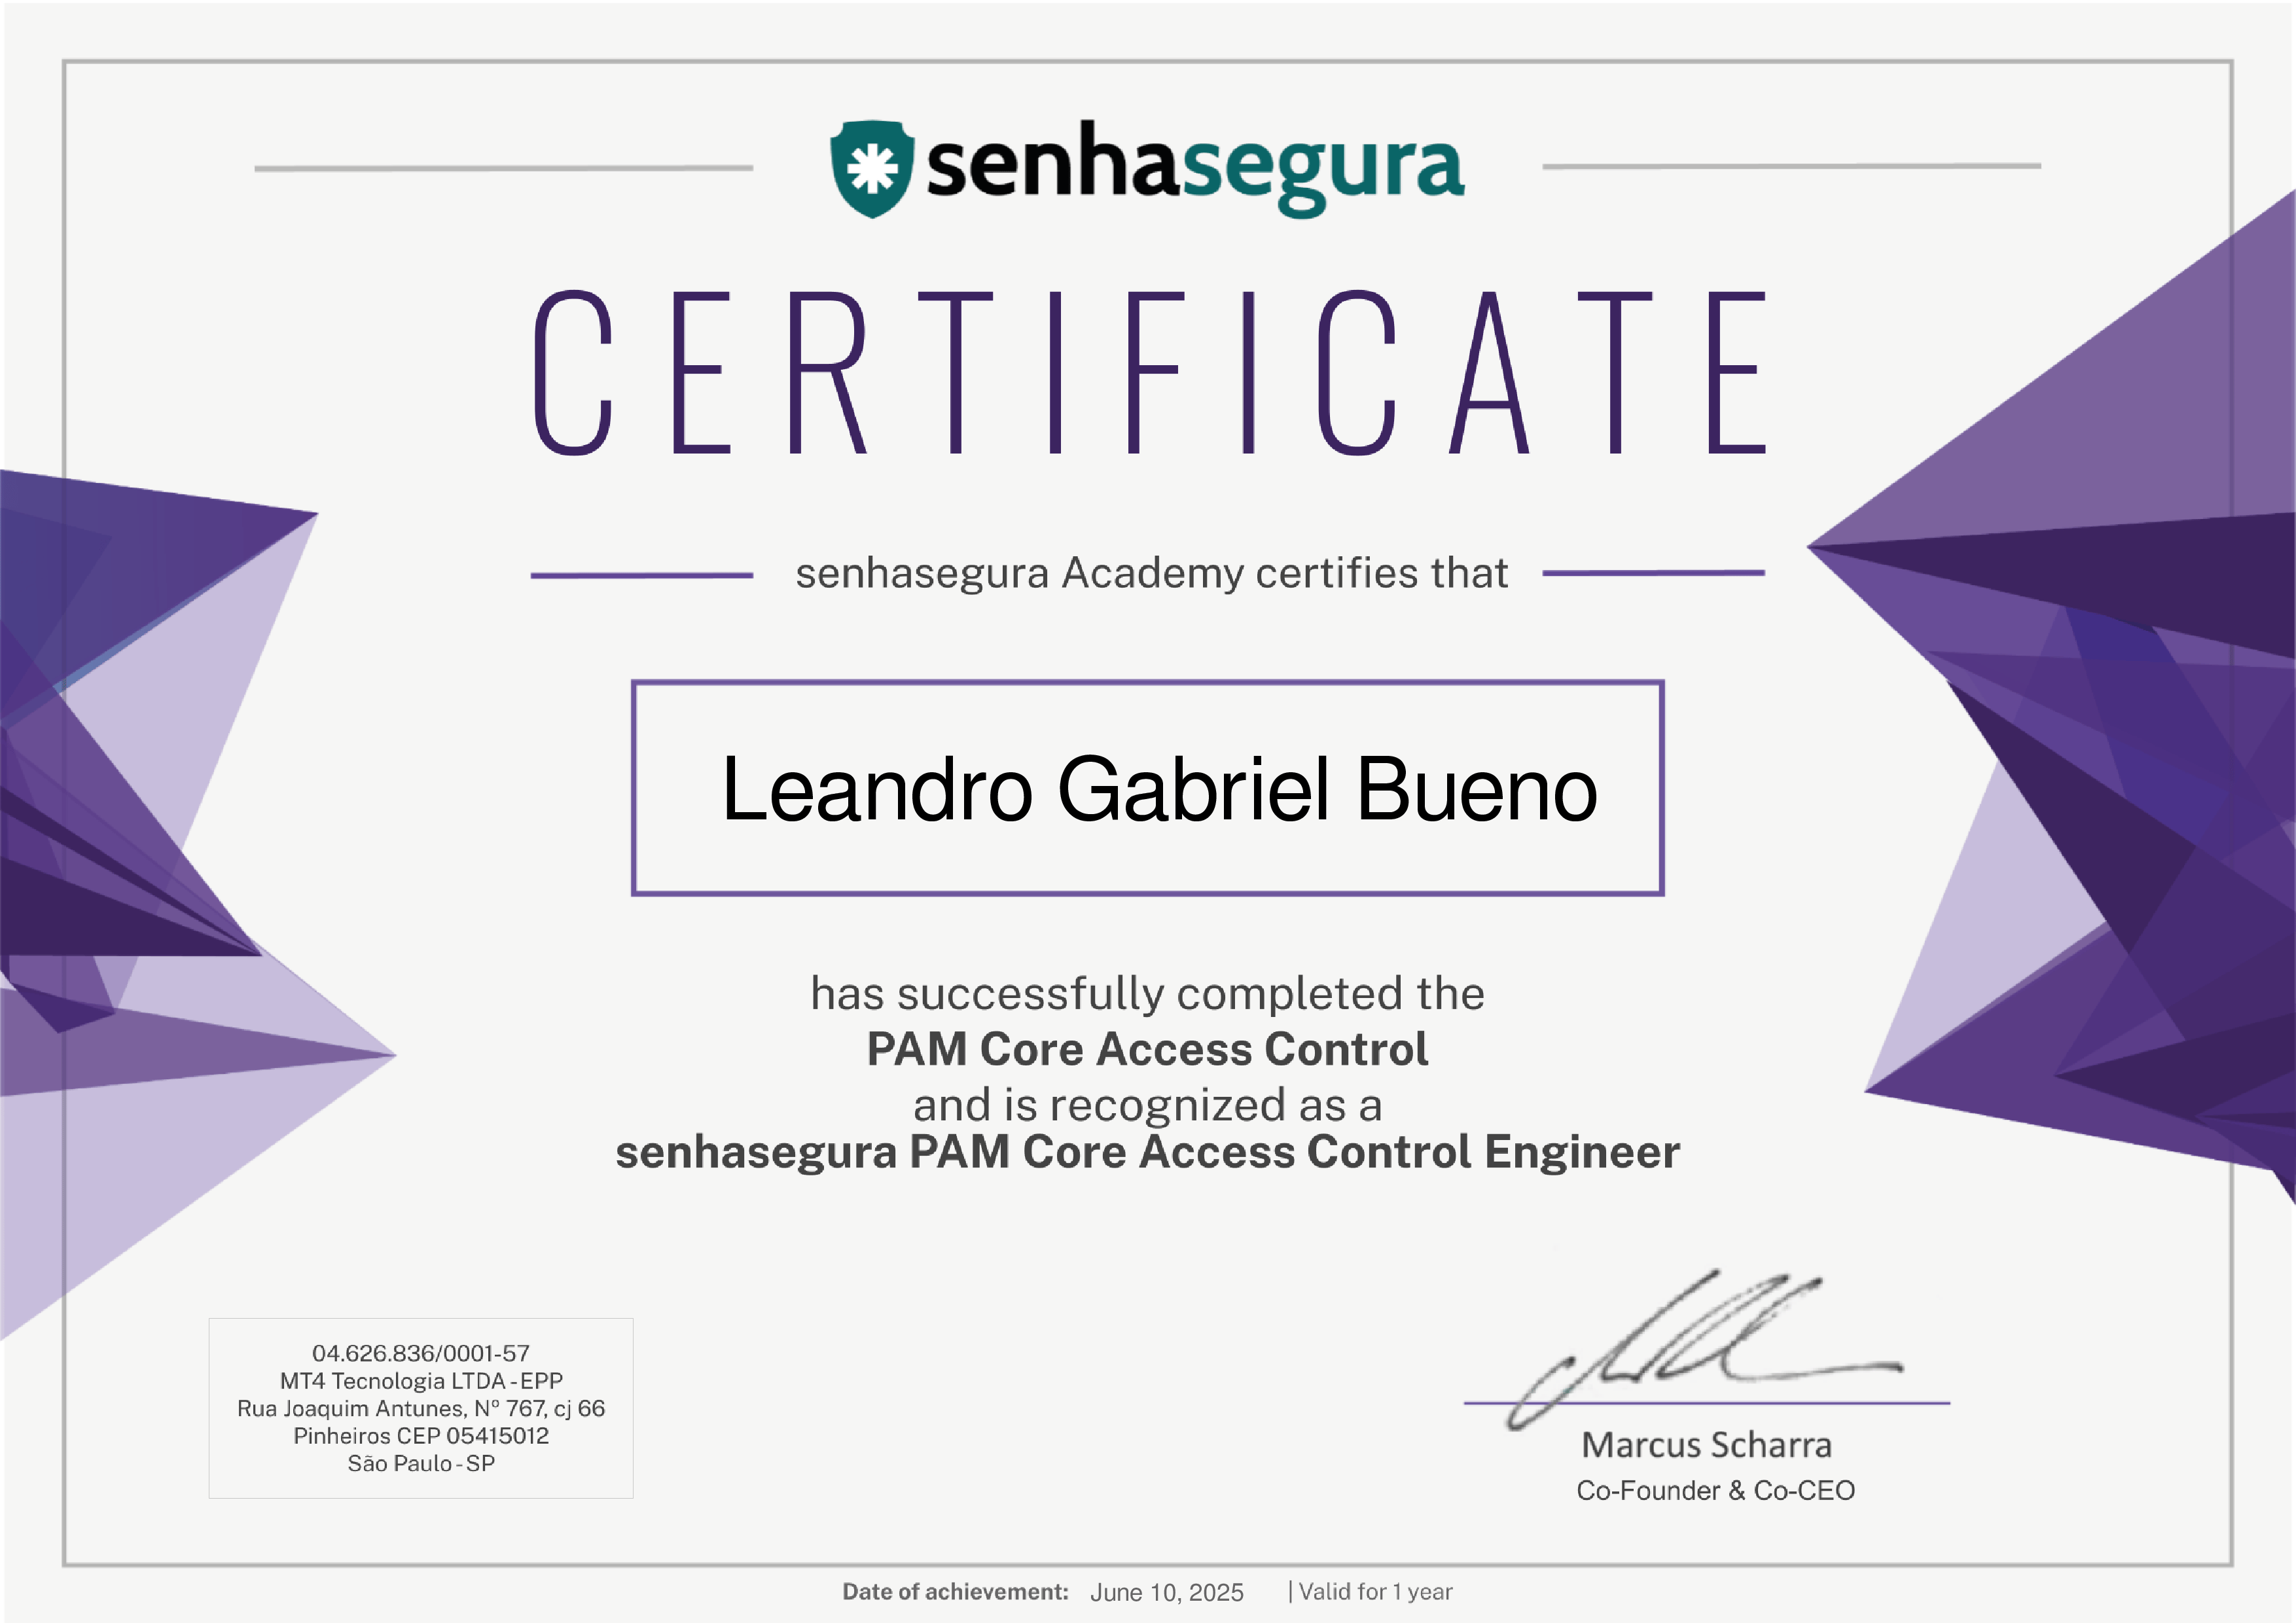 senhasegura
CERTIFICATE
senhasegura Academy certifies that
Leandro Gabriel Bueno
has successfully completed the
PAM Core Access Control
and is recognized as a
senhasegura PAM Core Access Control Engineer
04.626.836/0001-57
MT4 Tecnologia LTDA - EPP
Rua Joaquim Antunes, Nº 767, cj 66
Pinheiros CEP 05415012
São Paulo - SP
Marcus Scharra
Co-Founder & Co-CEO
Date of achievement: June 10, 2025 | Valid for 1 year